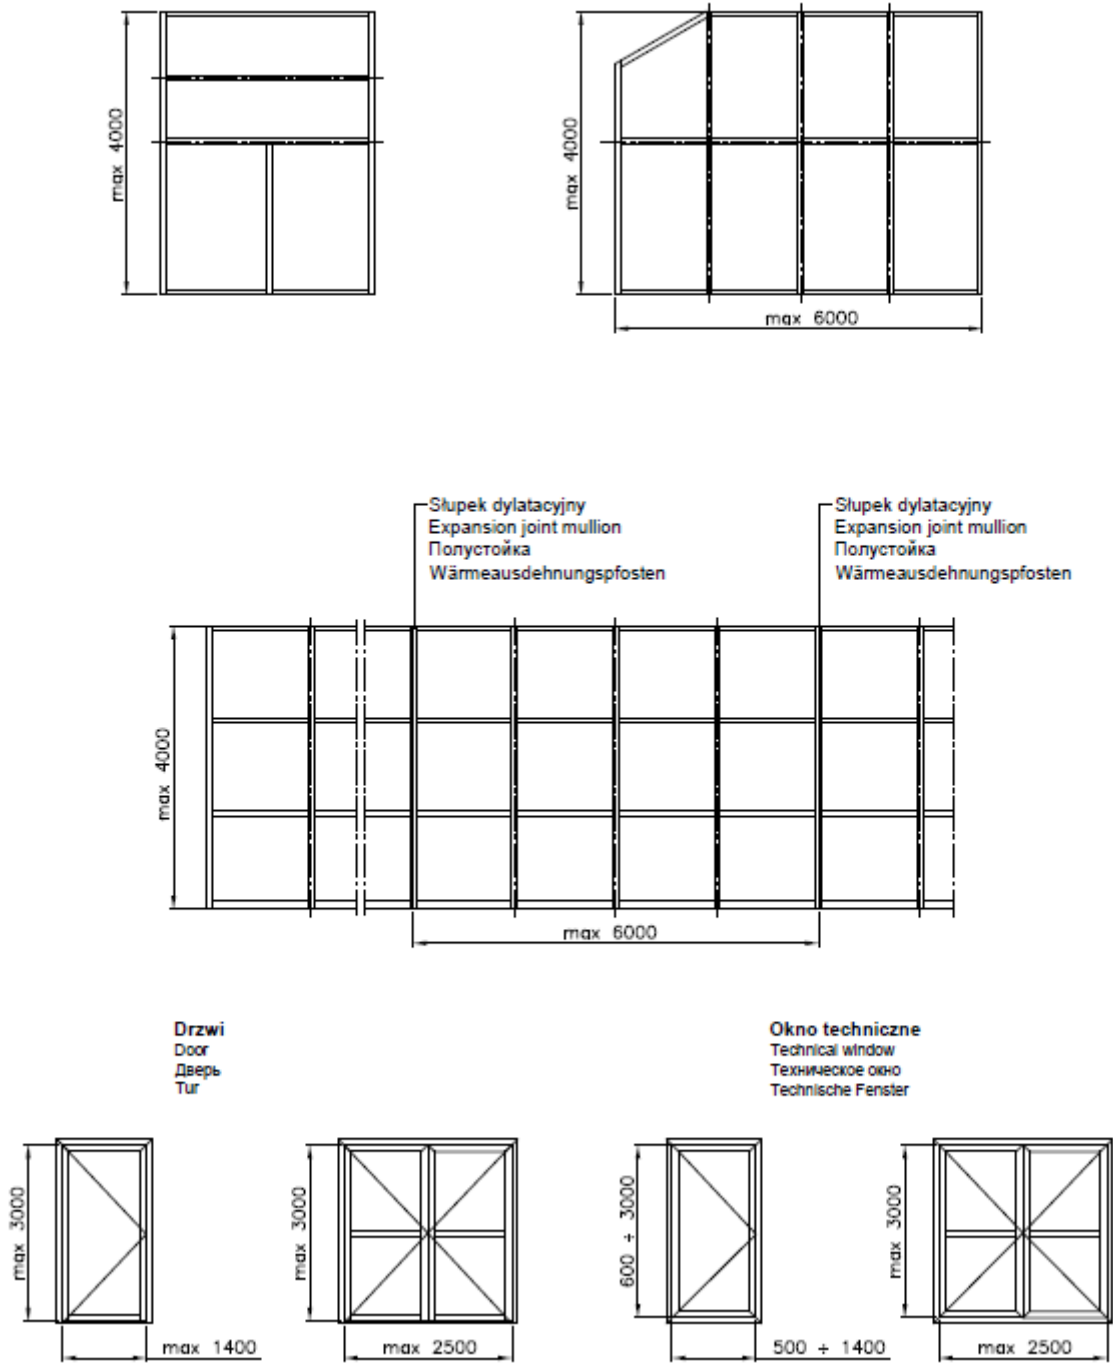 max 4000
max 4000
max 6000
Słupek dylatacyjny
Expansion joint mullion
Полустойка
Wärmeausdehnungspfosten
Słupek dylatacyjny
Expansion joint mullion
Полустойка
Wärmeausdehnungspfosten
max 4000
max 6000
Drzwi
Door
Дверь
Tur
Okno techniczne
Technical window
Техническое окно
Technische Fenster
max 3000
max 1400
max 3000
max 2500
600 ÷ 3000
500 ÷ 1400
max 3000
max 2500